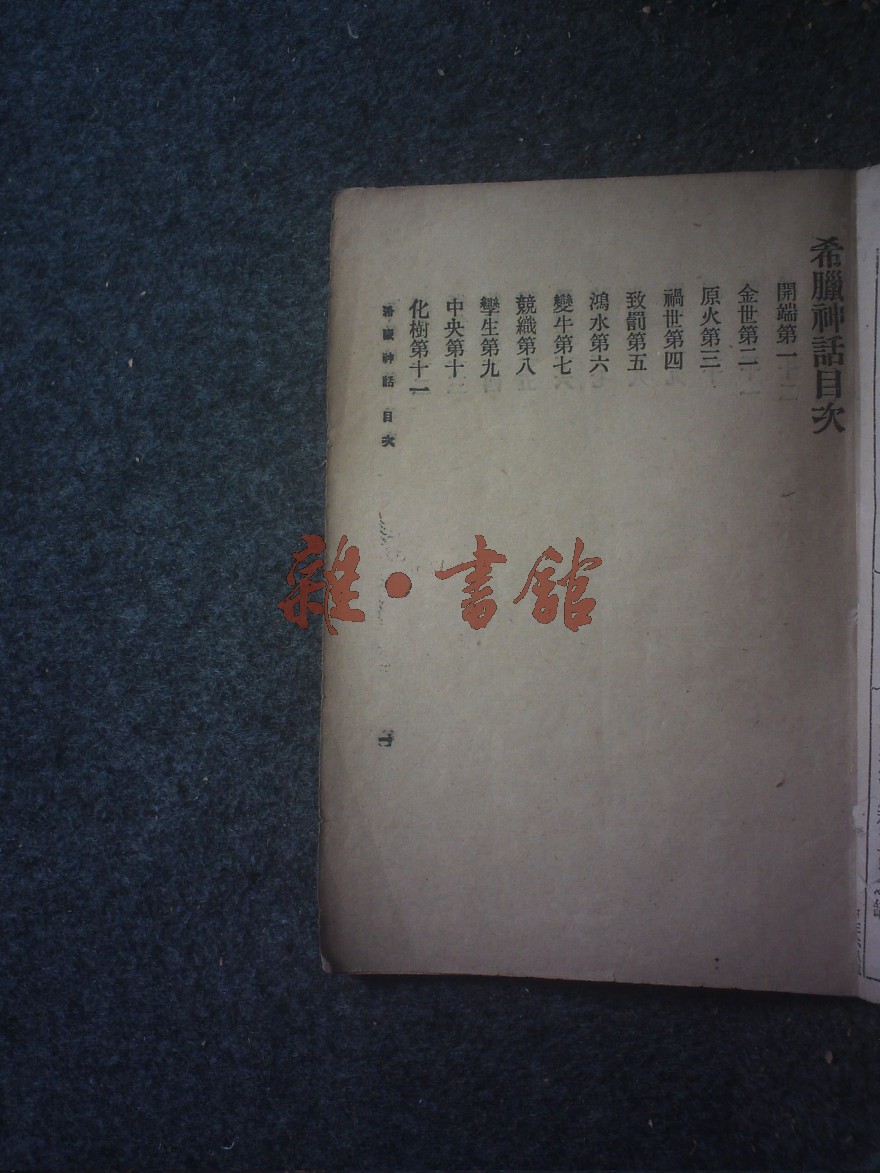 希臘神話目次
開端第一
金世第二
原火第三
禍世第四
致罰第五
鴻水第六
變牛第七
競織第八
孿生第九
中央第十
化樹第十一
希臘神話 目次
雜·書館